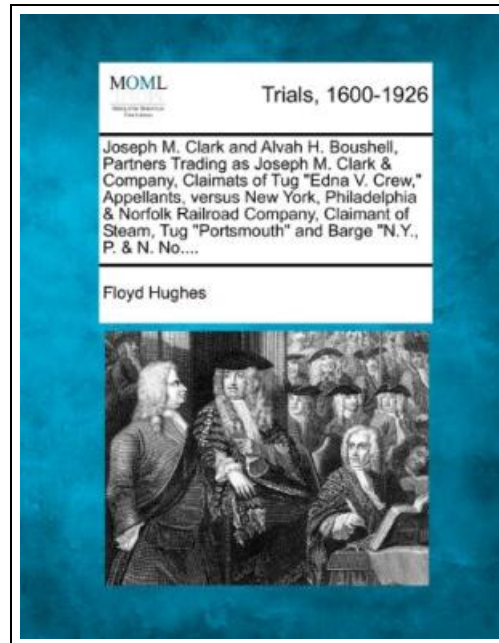 MOML
Trials, 1600-1926
Joseph M. Clark and Alvah H. Boushell,
Partners Trading as Joseph M. Clark &
Company, Claimats of Tug "Edna V. Crew,"
Appellants, versus New York, Philadelphia
& Norfolk Railroad Company, Claimant of
Steam, Tug "Portsmouth" and Barge "N.Y.,
P. & N. No....
Floyd Hughes